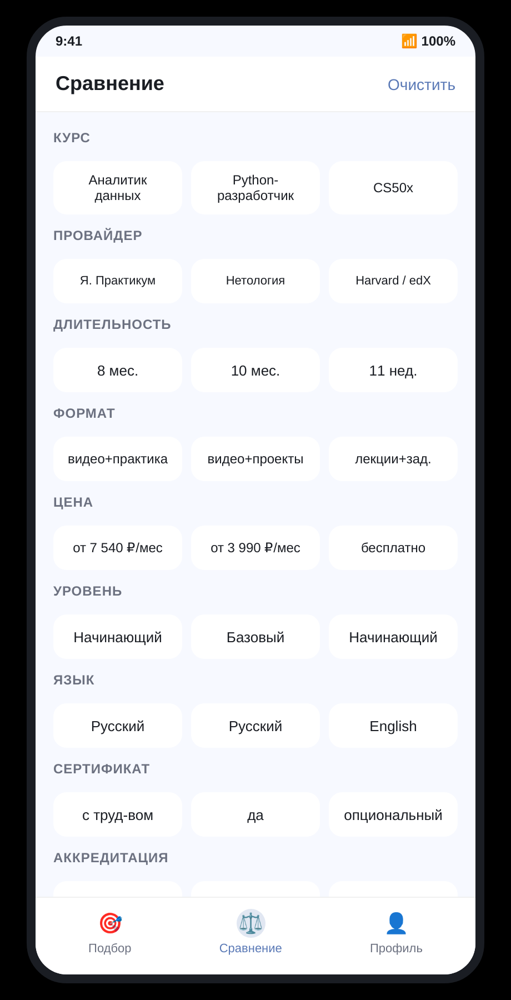 9:41
100%
Сравнение
Очистить
КУРС
Аналитик
данных
Python-
разработчик
CS50x
ПРОВАЙДЕР
Я. Практикум
Нетология
Harvard / edX
ДЛИТЕЛЬНОСТЬ
8 мес.
10 мес.
11 нед.
ФОРМАТ
видео+практика
видео+проекты
лекции+зад.
ЦЕНА
от 7 540 ₽/мес
от 3 990 ₽/мес
бесплатно
УРОВЕНЬ
Начинающий
Базовый
Начинающий
ЯЗЫК
Русский
Русский
English
СЕРТИФИКАТ
с труд-вом
да
опциональный
АККРЕДИТАЦИЯ
Подбор
Сравнение
Профиль